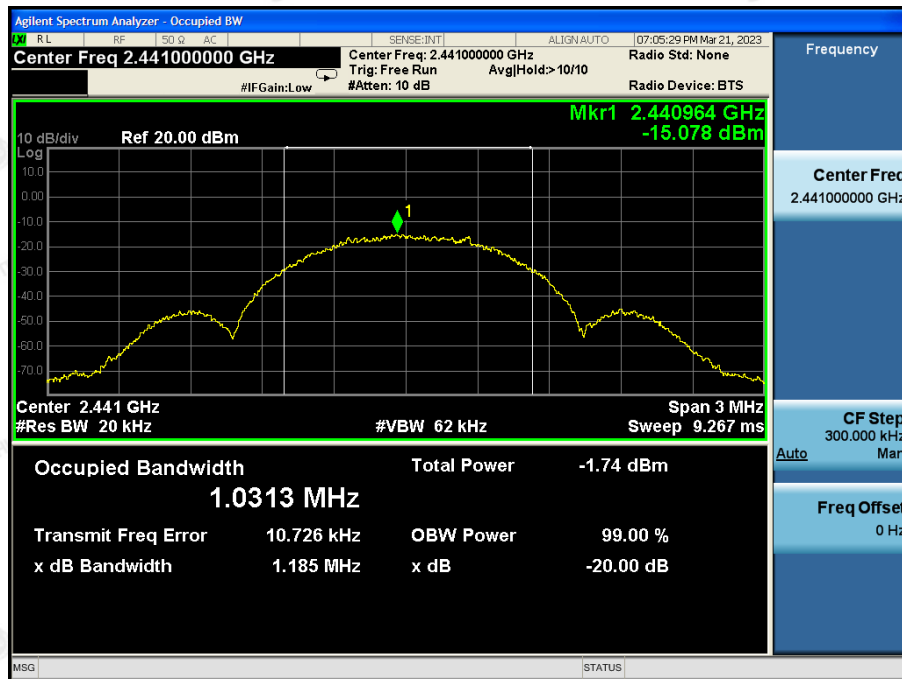 Agilent Spectrum Analyzer - Occupied BW
LXI RL RF 50 Ω AC SENSE:INT ALIGN AUTO 07:05:29 PM Mar 21, 2023
Center Freq 2.441000000 GHz
Center Freq: 2.441000000 GHz
Radio Std: None
Trig: Free Run Avg|Hold:>10/10
#IFGain:Low #Atten: 10 dB Radio Device: BTS
Mkr1 2.440964 GHz
-15.078 dBm
10 dB/div Ref 20.00 dBm
Log
10.0
0.00
-10.0
-20.0
-30.0
-40.0
-50.0
-60.0
-70.0
1
Center 2.441 GHz Span 3 MHz
#Res BW 20 kHz #VBW 62 kHz Sweep 9.267 ms
Occupied Bandwidth Total Power -1.74 dBm
1.0313 MHz
Transmit Freq Error 10.726 kHz OBW Power 99.00 %
x dB Bandwidth 1.185 MHz x dB -20.00 dB
MSG STATUS
Frequency
Center Freq
2.441000000 GHz
CF Step
300.000 kHz
Auto Man
Freq Offset
0 Hz